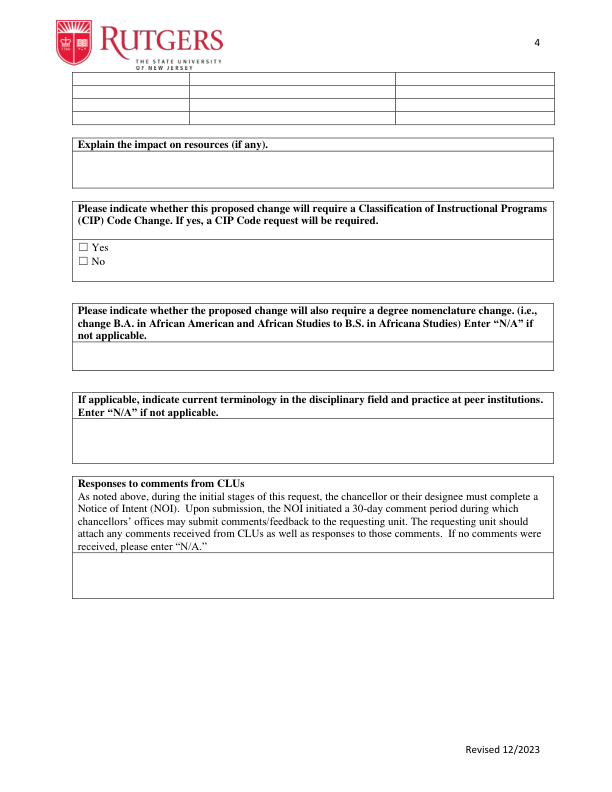 RUTGERS
THE STATE UNIVERSITY
OF NEW JERSEY
4
Explain the impact on resources (if any).
Please indicate whether this proposed change will require a Classification of Instructional Programs
(CIP) Code Change. If yes, a CIP Code request will be required.
☐ Yes
☐ No
Please indicate whether the proposed change will also require a degree nomenclature change. (i.e.,
change B.A. in African American and African Studies to B.S. in Africana Studies) Enter “N/A” if
not applicable.
If applicable, indicate current terminology in the disciplinary field and practice at peer institutions.
Enter “N/A” if not applicable.
Responses to comments from CLUs
As noted above, during the initial stages of this request, the chancellor or their designee must complete a
Notice of Intent (NOI).  Upon submission, the NOI initiated a 30-day comment period during which
chancellors’ offices may submit comments/feedback to the requesting unit. The requesting unit should
attach any comments received from CLUs as well as responses to those comments.  If no comments were
received, please enter “N/A.”
Revised 12/2023